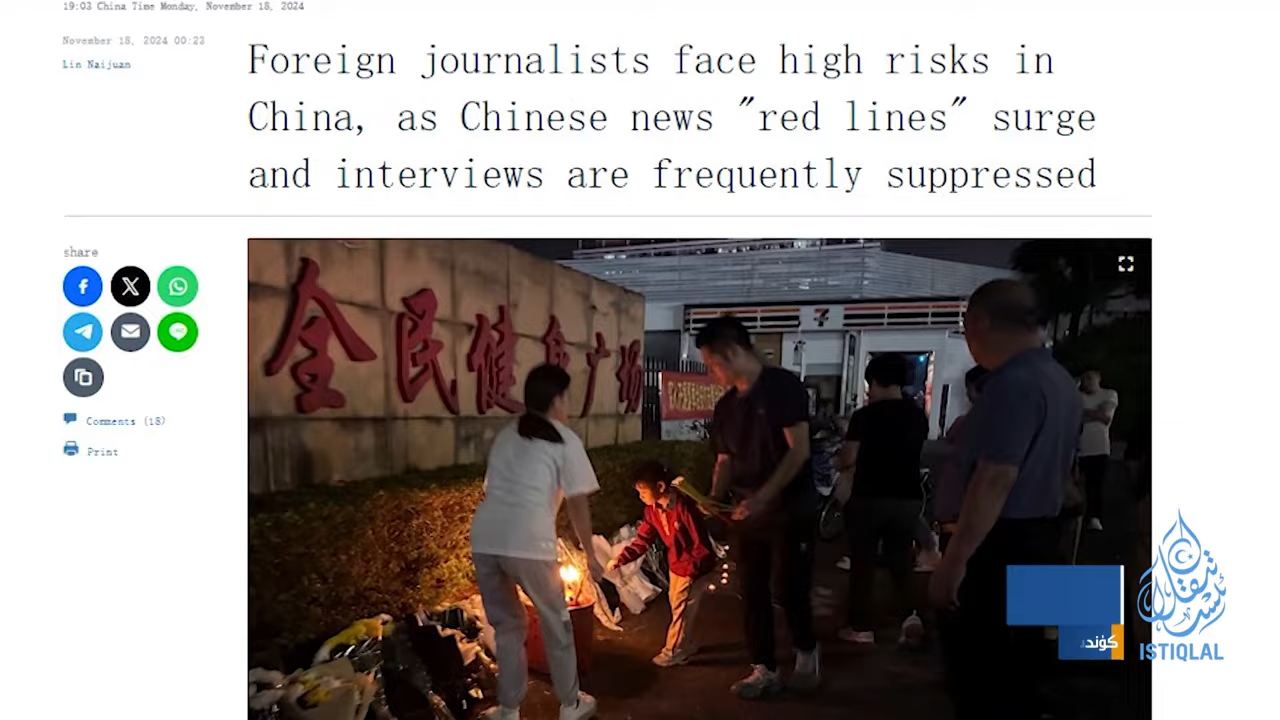 19:03 China Time Monday, November 18, 2024
November 18, 2024 00:23
Lin Naijuan
Foreign journalists face high risks in
China, as Chinese news "red lines" surge
and interviews are frequently suppressed
share
Comments (18)
Print
全民健身广场
7
كۈند
ئىستىقلال
ISTIQLAL